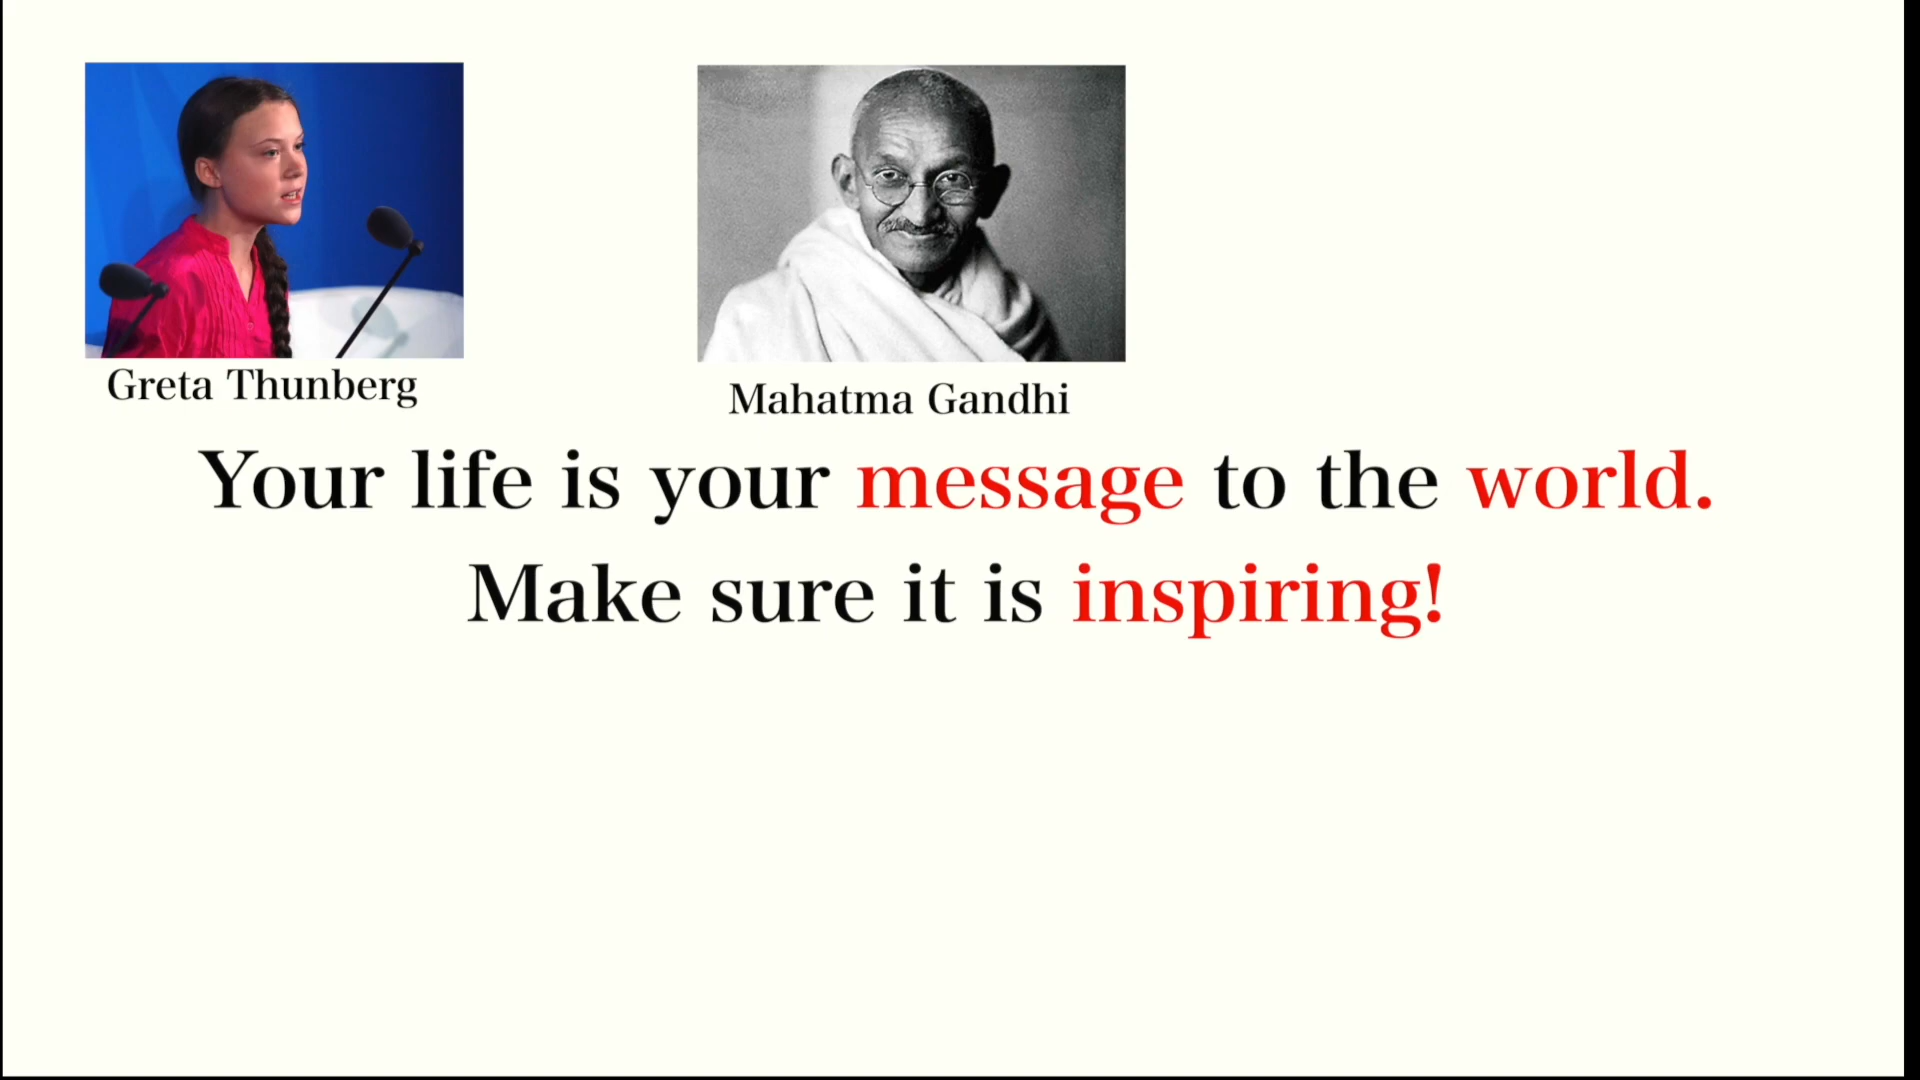 Greta Thunberg
Mahatma Gandhi
Your life is your message to the world.
Make sure it is inspiring!